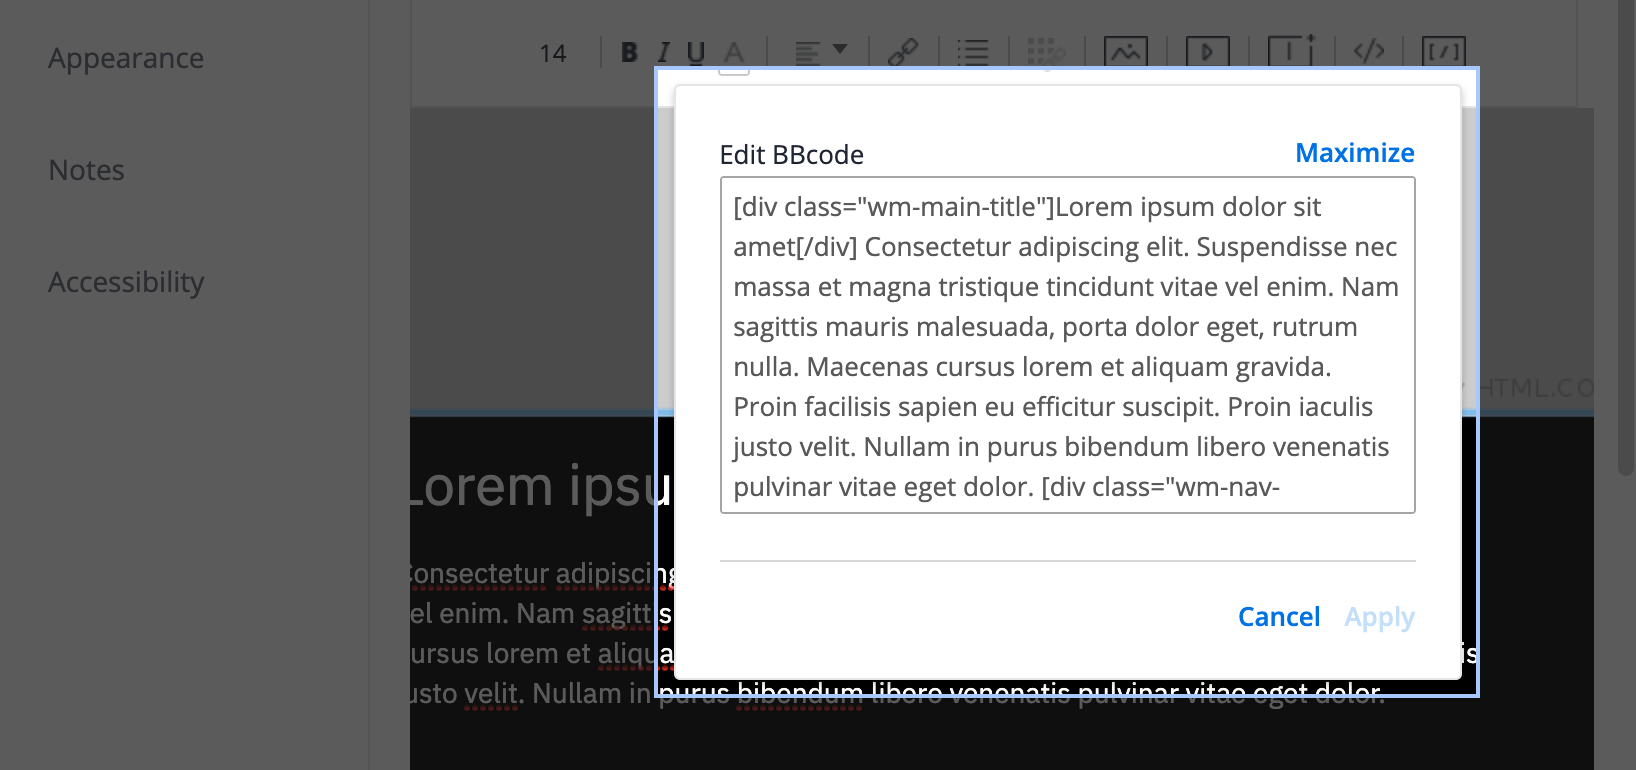 Appearance
Notes
Accessibility
14
B I U A
Edit BBcode
Maximize
[div class="wm-main-title"]Lorem ipsum dolor sit
amet[/div] Consectetur adipiscing elit. Suspendisse nec
massa et magna tristique tincidunt vitae vel enim. Nam
sagittis mauris malesuada, porta dolor eget, rutrum
nulla. Maecenas cursus lorem et aliquam gravida.
Proin facilisis sapien eu efficitur suscipit. Proin iaculis
justo velit. Nullam in purus bibendum libero venenatis
pulvinar vitae eget dolor. [div class="wm-nav-
Cancel
Apply
HTML.CO
Lorem ipsu
Consectetur adipiscing
vel enim. Nam sagittis
cursus lorem et aliqua
is
justo velit. Nullam in purus bibendum libero venenatis pulvinar vitae eget dolor.